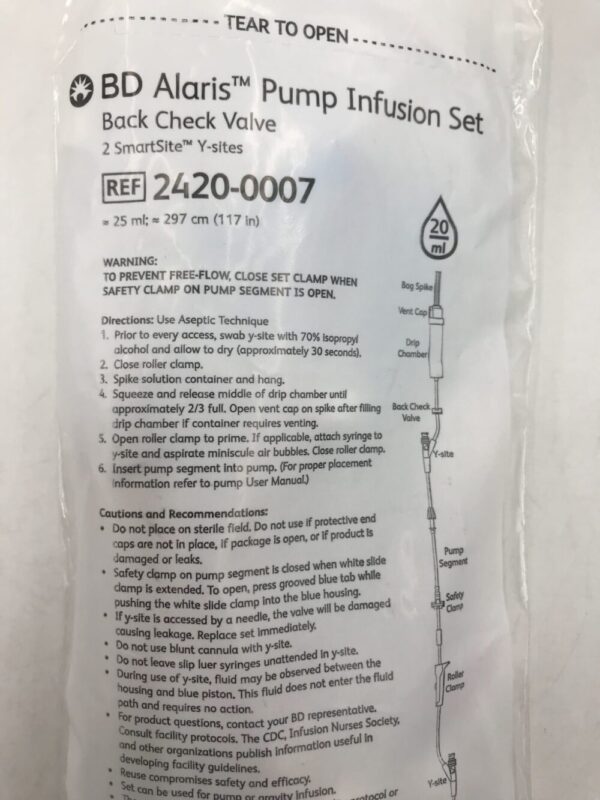 TEAR TO OPEN
BD Alaris™ Pump Infusion Set
Back Check Valve
2 SmartSite™ Y-sites
REF 2420-0007
≈ 25 ml; ≈ 297 cm (117 in)
20
ml
WARNING:
TO PREVENT FREE-FLOW, CLOSE SET CLAMP WHEN
SAFETY CLAMP ON PUMP SEGMENT IS OPEN.
Directions: Use Aseptic Technique
1. Prior to every access, swab y-site with 70% Isopropyl
alcohol and allow to dry (approximately 30 seconds).
2. Close roller clamp.
3. Spike solution container and hang.
4. Squeeze and release middle of drip chamber until
approximately 2/3 full. Open vent cap on spike after filling
drip chamber if container requires venting.
5. Open roller clamp to prime. If applicable, attach syringe to
y-site and aspirate miniscule air bubbles. Close roller clamp.
6. Insert pump segment into pump. (For proper placement
information refer to pump User Manual.)
Cautions and Recommendations:
• Do not place on sterile field. Do not use if protective end
caps are not in place, if package is open, or if product is
damaged or leaks.
• Safety clamp on pump segment is closed when white slide
clamp is extended. To open, press grooved blue tab while
pushing the white slide clamp into the blue housing.
• If y-site is accessed by a needle, the valve will be damaged
causing leakage. Replace set immediately.
• Do not use blunt cannula with y-site.
• Do not leave slip luer syringes unattended in y-site.
• During use of y-site, fluid may be observed between the
housing and blue piston. This fluid does not enter the fluid
path and requires no action.
• For product questions, contact your BD representative.
Consult facility protocols. The CDC, Infusion Nurses Society,
and other organizations publish information useful in
developing facility guidelines.
• Reuse compromises safety and efficacy.
• Set can be used for pump or gravity infusion.
protocol or
Bag Spike
Vent Cap
Drip
Chamber
Back Check
Valve
Y-site
Pump
Segment
Safety
Clamp
Roller
Clamp
Y-site